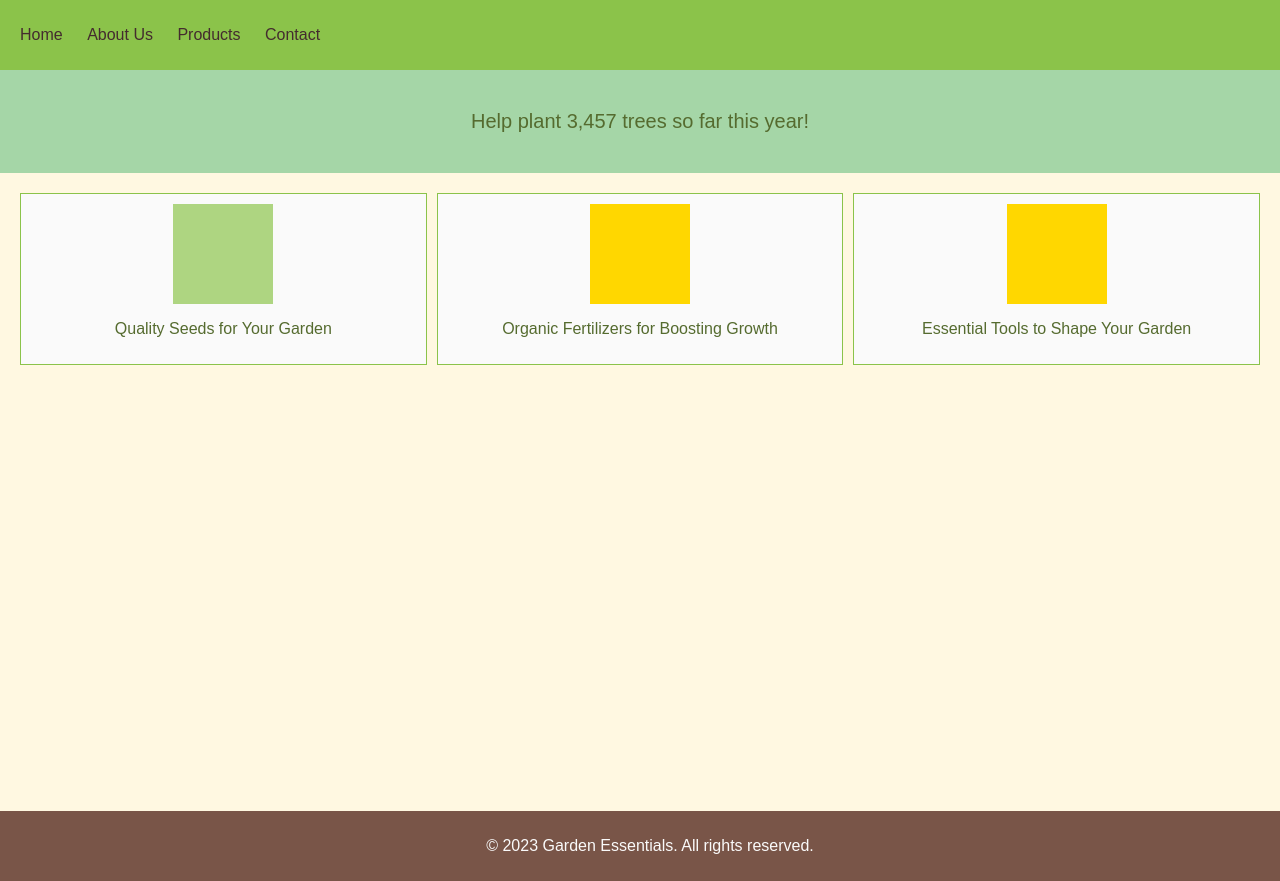 Home About Us Products Contact
Help plant 3,457 trees so far this year!
Quality Seeds for Your Garden
Organic Fertilizers for Boosting Growth
Essential Tools to Shape Your Garden
© 2023 Garden Essentials. All rights reserved.